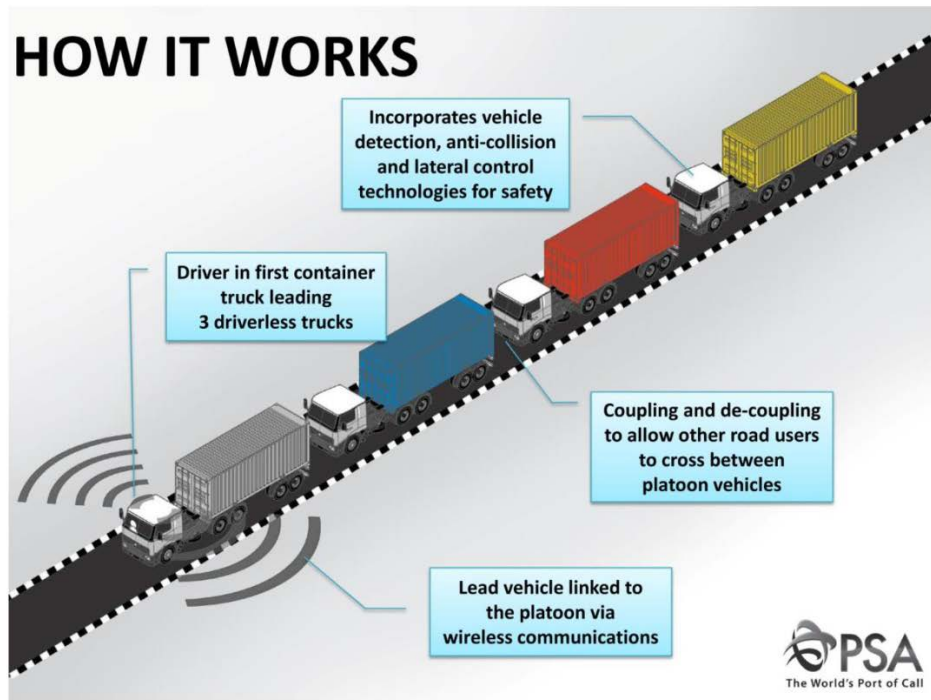 HOW IT WORKS
Incorporates vehicle
detection, anti-collision
and lateral control
technologies for safety
Driver in first container
truck leading
3 driverless trucks
Coupling and de-coupling
to allow other road users
to cross between
platoon vehicles
Lead vehicle linked to
the platoon via
wireless communications
PSA
The World's Port of Call